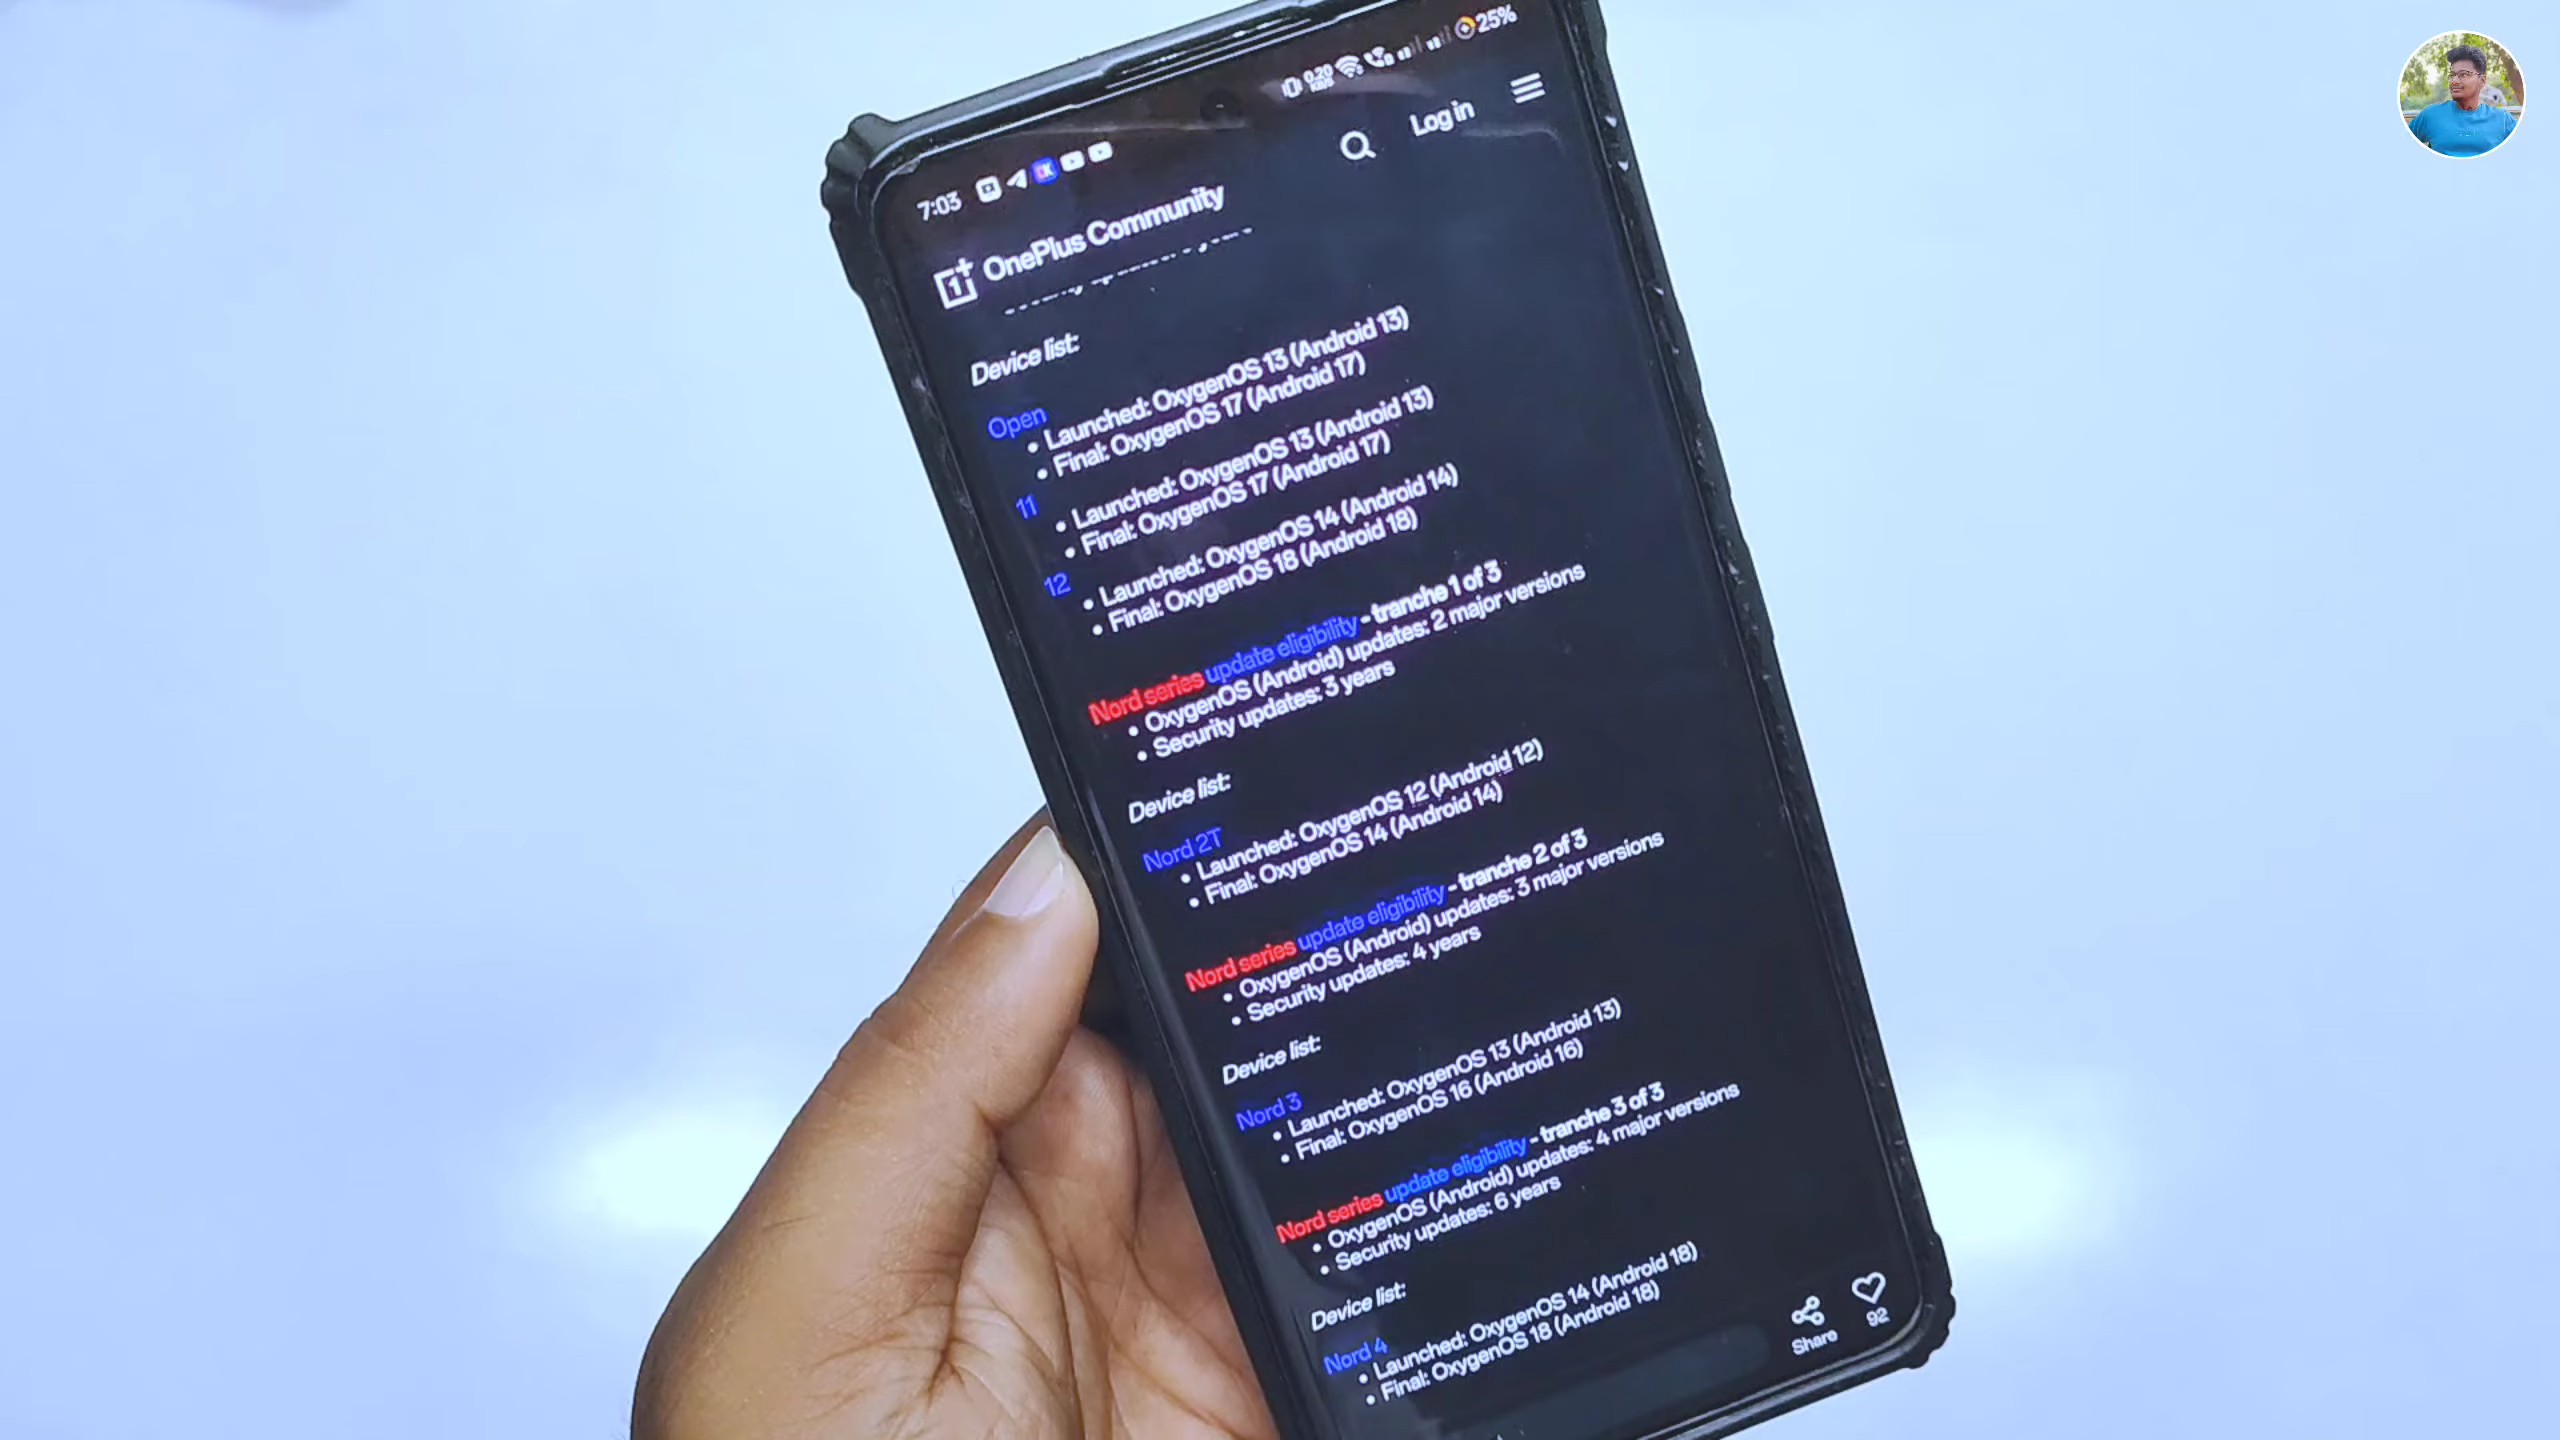 7:03
0.20
KB/S
25%
OnePlus Community
Log in
Device list:
Open
• Launched: OxygenOS 13 (Android 13)
• Final: OxygenOS 17 (Android 17)
11
• Launched: OxygenOS 13 (Android 13)
• Final: OxygenOS 17 (Android 17)
12
• Launched: OxygenOS 14 (Android 14)
• Final: OxygenOS 18 (Android 18)
Nord series update eligibility - tranche 1 of 3
• OxygenOS (Android) updates: 2 major versions
• Security updates: 3 years
Device list:
Nord 2T
• Launched: OxygenOS 12 (Android 12)
• Final: OxygenOS 14 (Android 14)
Nord series update eligibility - tranche 2 of 3
• OxygenOS (Android) updates: 3 major versions
• Security updates: 4 years
Device list:
Nord 3
• Launched: OxygenOS 13 (Android 13)
• Final: OxygenOS 16 (Android 16)
Nord series update eligibility - tranche 3 of 3
• OxygenOS (Android) updates: 4 major versions
• Security updates: 6 years
Device list:
Nord 4
• Launched: OxygenOS 14 (Android 18)
• Final: OxygenOS 18 (Android 18)
Share
92